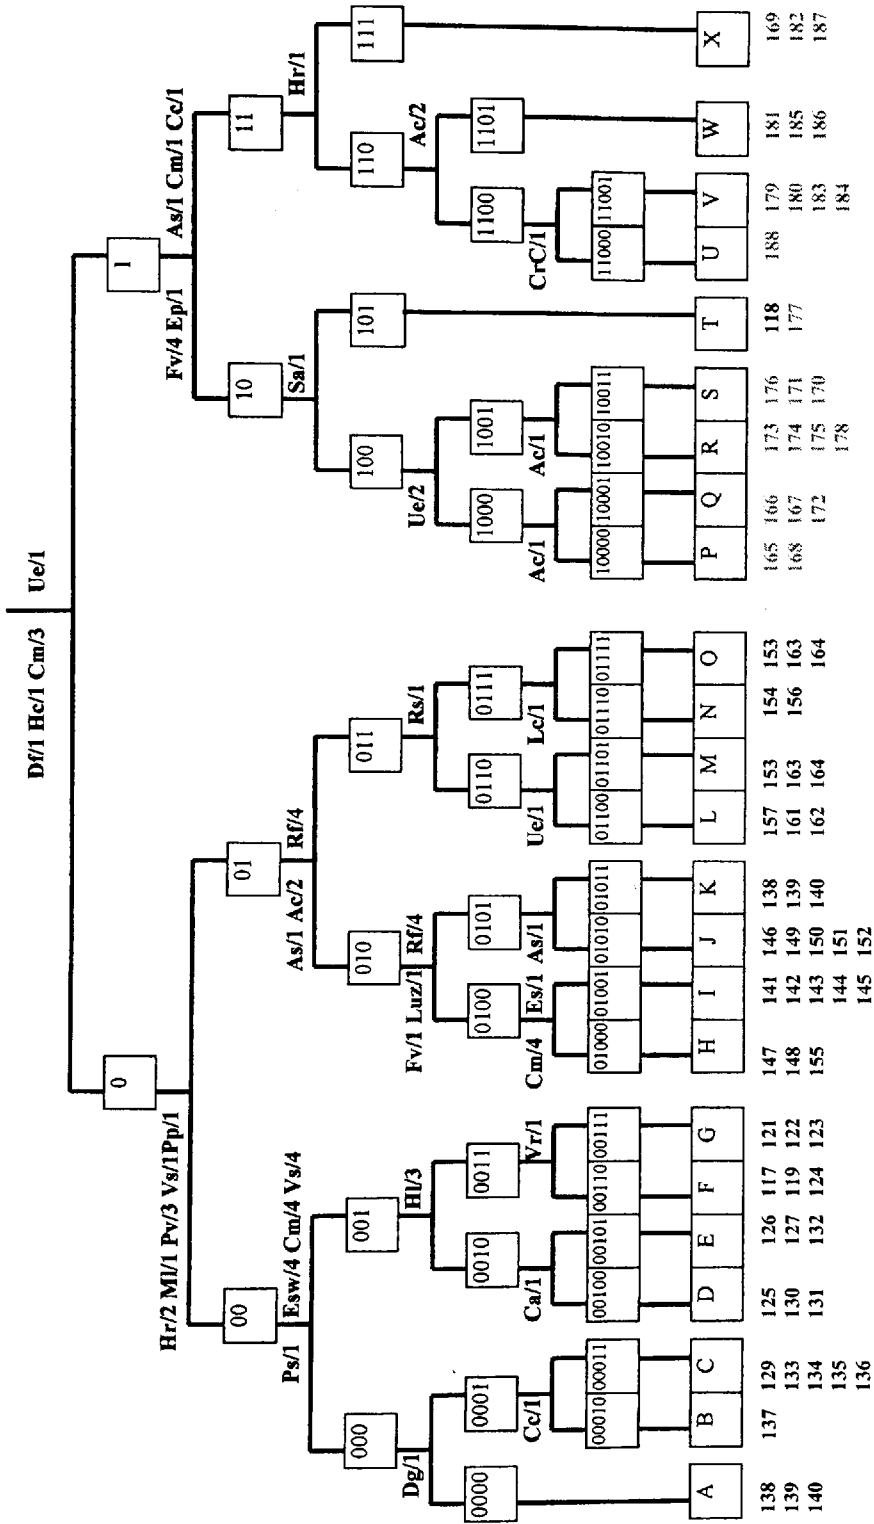 Df/1 Hc/1 Cm/3 Ue/1
0 1
Hr/2 Ml/1 Pv/3 Vs/1Pp/1 Fv/4 Ep/1 As/1 Cm/1 Cc/1
00 01 10 11
Ps/1 Esw/4 Cm/4 Vs/4 As/1 Ac/2 Rf/4 Sa/1 Hr/1
000 001 010 011 100 101 110 111
Dg/1 Hl/3 Fv/1 Luz/1 Rf/4 Rs/1 Ue/2 Ac/2
0000 0001 0010 0011 0100 0101 0110 0111 1000 1001 1100 1101
Cc/1 Ca/1 Vr/1 Cm/4 Es/1 As/1 Ue/1 Lc/1 Ac/1 Ac/1 CrC/1
00010 00011 00100 00101 00110 00111 01000 01001 01010 01011 01100 01101 01110 01111 10000 10001 10010 10011 11000 11001
A B C D E F G H I J K L M N O P Q R S T U V W X
138 137 129 125 126 117 121 147 141 146 138 157 153 154 153 165 166 173 176 118 188 179 181 169
139 133 130 127 119 122 148 142 149 139 161 163 156 163 168 167 174 171 177 180 185 182
140 134 131 132 124 123 155 143 150 140 162 164 164 172 175 170 183 186 187
135 144 151 178 184
136 145 152